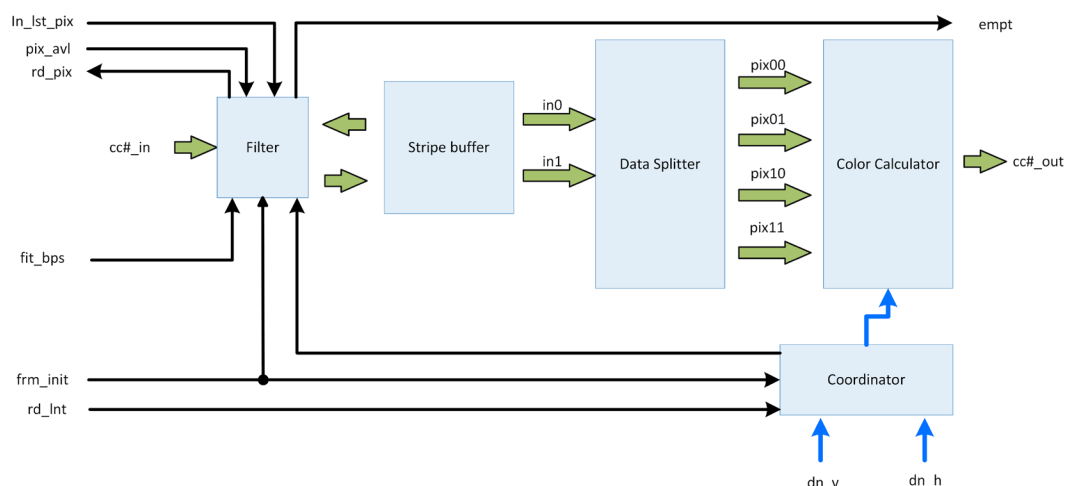 ln_lst_pix
empt
pix_avl
rd_pix
pix00
in0
pix01
cc#_in
Filter
Stripe buffer
in1
Data Splitter
Color Calculator
cc#_out
pix10
pix11
fit_bps
frm_init
Coordinator
rd_lnt
dn_v
dn_h